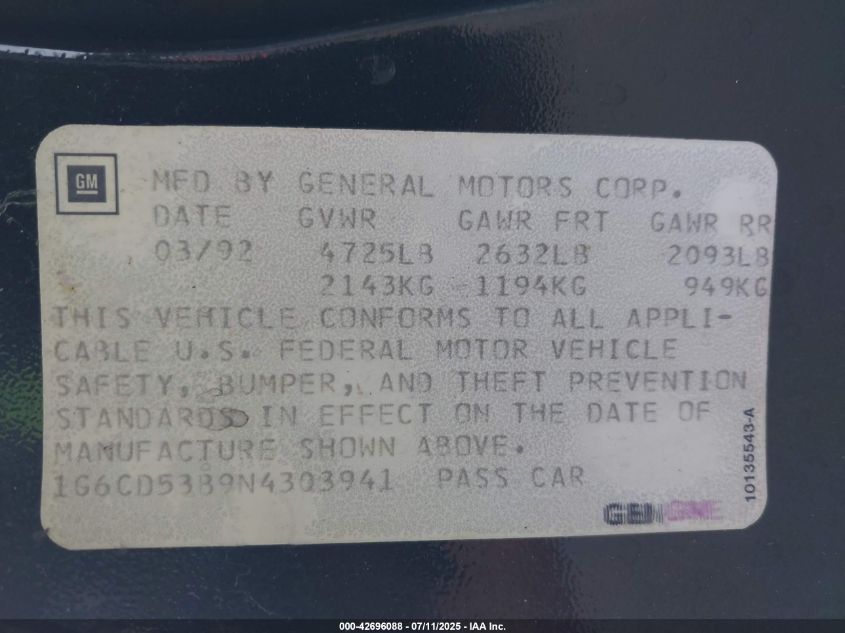 GM
MFD BY GENERAL MOTORS CORP.
DATE GVWR GAWR FRT GAWR RR
03/92 4725LB 2632LB 2093LB
2143KG 1194KG 949KG
THIS VEHICLE CONFORMS TO ALL APPLI-
CABLE U.S. FEDERAL MOTOR VEHICLE
SAFETY, BUMPER, AND THEFT PREVENTION
STANDARDS IN EFFECT ON THE DATE OF
MANUFACTURE SHOWN ABOVE.
1G6CD53B9N4303941 PASS CAR
10135543-A
000-42696088 - 07/11/2025 - IAA Inc.